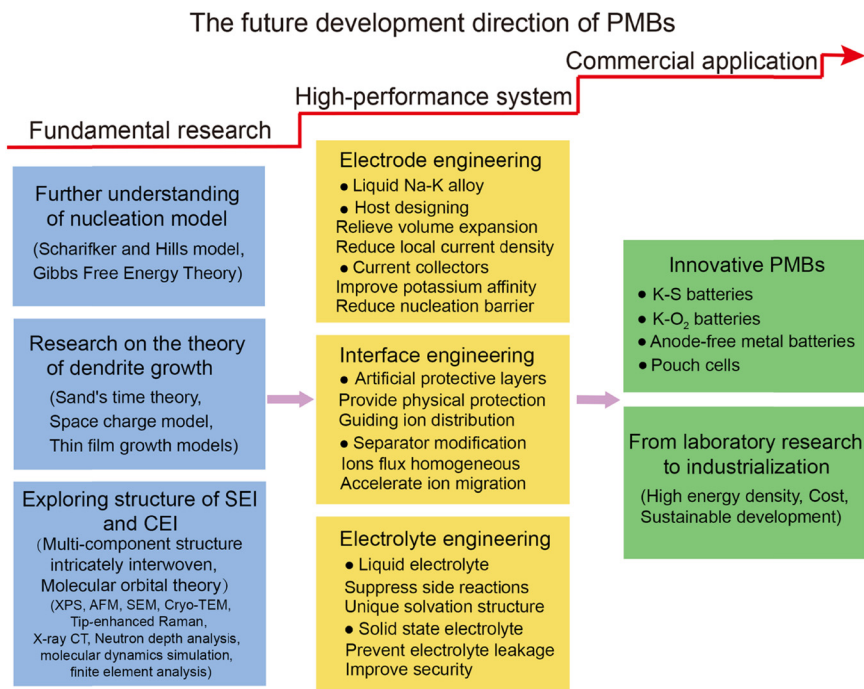 The future development direction of PMBs
Fundamental research
High-performance system
Commercial application
Further understanding
of nucleation model
(Scharifker and Hills model,
Gibbs Free Energy Theory)
Research on the theory
of dendrite growth
(Sand's time theory,
Space charge model,
Thin film growth models)
Exploring structure of SEI
and CEI
(Multi-component structure
intricately interwoven,
Molecular orbital theory)
(XPS, AFM, SEM, Cryo-TEM,
Tip-enhanced Raman,
X-ray CT, Neutron depth analysis,
molecular dynamics simulation,
finite element analysis)
Electrode engineering
● Liquid Na-K alloy
● Host designing
Relieve volume expansion
Reduce local current density
● Current collectors
Improve potassium affinity
Reduce nucleation barrier
Interface engineering
● Artificial protective layers
Provide physical protection
Guiding ion distribution
● Separator modification
Ions flux homogeneous
Accelerate ion migration
Electrolyte engineering
● Liquid electrolyte
Suppress side reactions
Unique solvation structure
● Solid state electrolyte
Prevent electrolyte leakage
Improve security
Innovative PMBs
● K-S batteries
● K-O₂ batteries
● Anode-free metal batteries
● Pouch cells
From laboratory research
to industrialization
(High energy density, Cost,
Sustainable development)